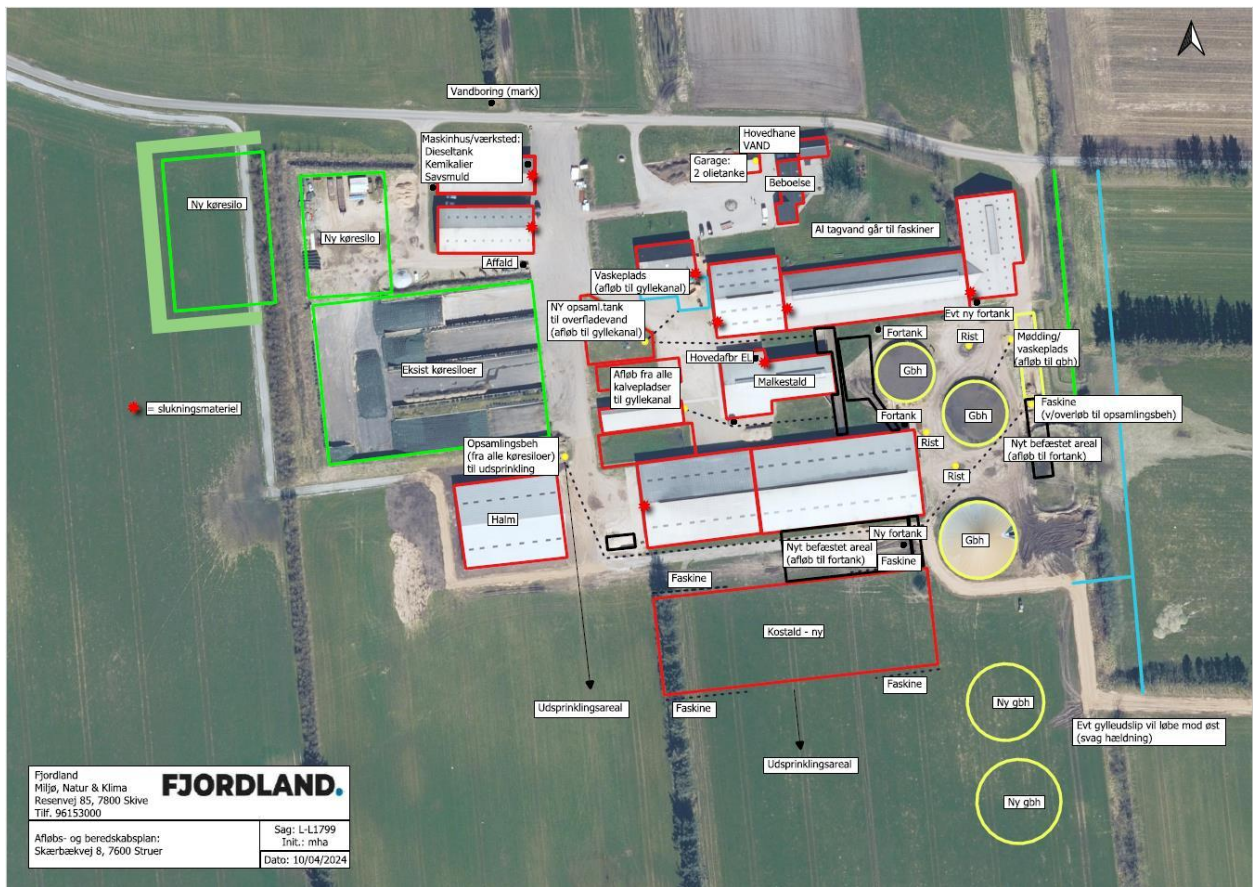 Vandboring (mark)
Maskinhus/værksted:
Dieseltank
Kemikalier
Savsmuld
Hovedhane
VAND
Garage:
2 olietanke
Beboelse
Ny køresilo
Ny køresilo
Al tagvand går til faskiner
Affald
Vaskeplads
(afløb til gyllekanal)
NY opsaml.tank
til overfladevand
(afløb til gyllekanal)
Evt ny fortank
Fortank
Rist
Mødding/
vaskeplads
(afløb til gbh)
Hovedafbr EL
Malkestald
Gbh
Eksist køresiloer
Afløb fra alle
kalvepladser
til gyllekanal
= slukningsmateriel
Gbh
Faskine
(v/overløb til opsamlingsbeh)
Fortank
Rist
Nyt befæstet areal
(afløb til fortank)
Opsamlingsbeh
(fra alle køresiloer)
til udsprinkling
Rist
Halm
Ny fortank
Gbh
Nyt befæstet areal
(afløb til fortank)
Faskine
Faskine
Kostald - ny
Faskine
Faskine
Udsprinklingsareal
Ny gbh
Evt gylleudslip vil løbe mod øst
(svag hældning)
Udsprinklingsareal
Ny gbh
Fjordland
Miljø, Natur & Klima
Resenvej 85, 7800 Skive
Tlf. 96153000
FJORDLAND.
Afløbs- og beredskabsplan:
Skærbækvej 8, 7600 Struer
Sag: L-L1799
Init.: mha
Dato: 10/04/2024